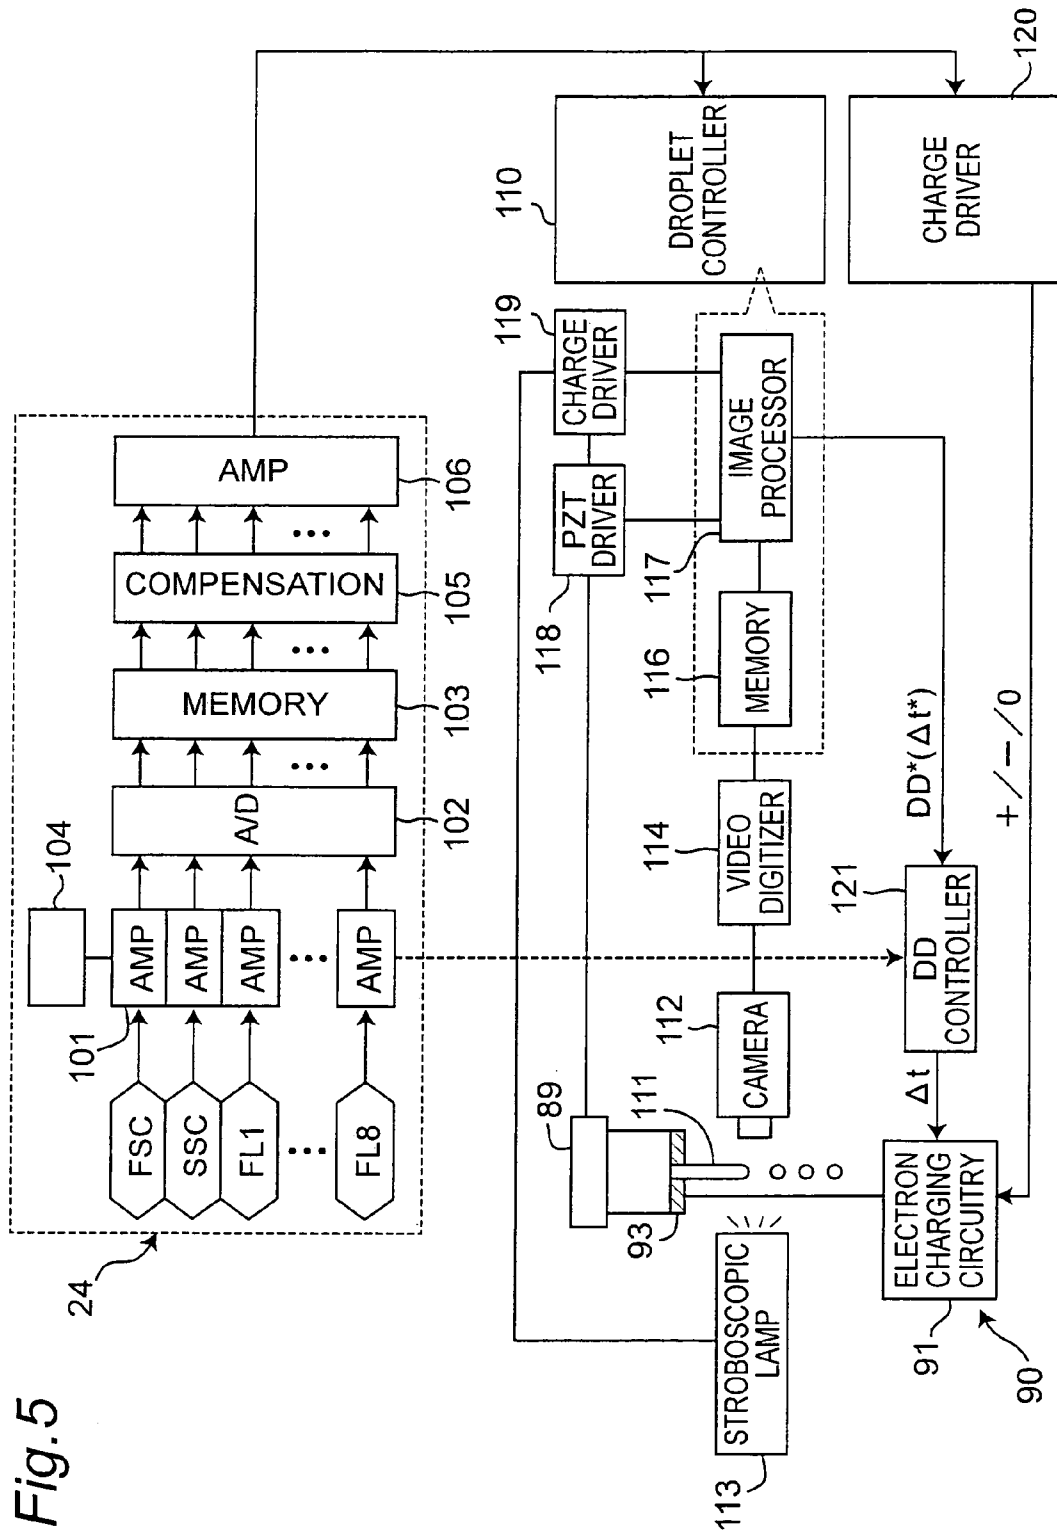 Fig.5
24
FSC
SSC
FL1
FL8
101
104
AMP
AMP
AMP
AMP
A/D
102
MEMORY
103
COMPENSATION
105
AMP
106
STROBOSCOPIC
LAMP
113
89
93
111
CAMERA
112
VIDEO
DIGITIZER
114
MEMORY
116
IMAGE
PROCESSOR
117
PZT
DRIVER
118
CHARGE
DRIVER
119
DROPLET
CONTROLLER
110
CHARGE
DRIVER
120
DD
CONTROLLER
121
DD*(Δt*)
+/−/0
Δt
ELECTRON
CHARGING
CIRCUITRY
91
90